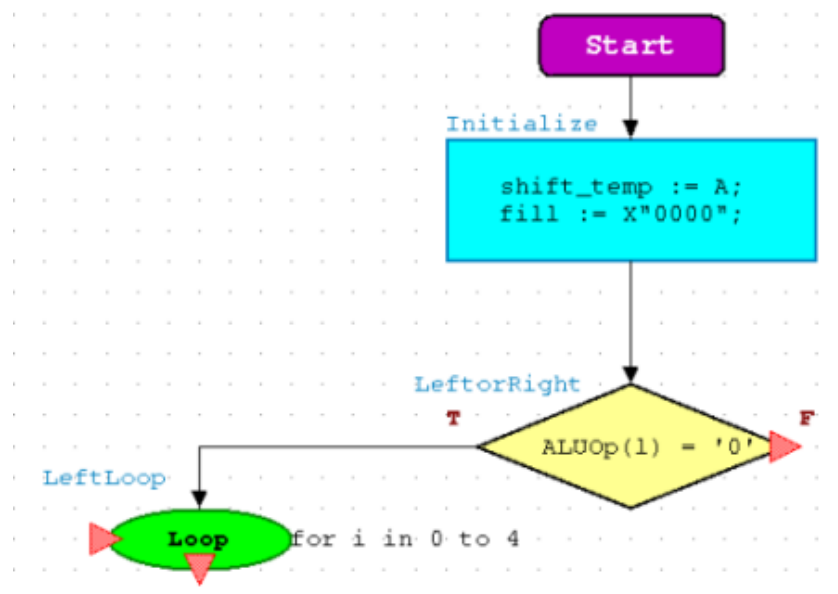 Start
Initialize
shift_temp := A;
fill := X"0000";
LeftorRight
T
F
ALUOp(1) = '0'
LeftLoop
Loop
for i in 0 to 4